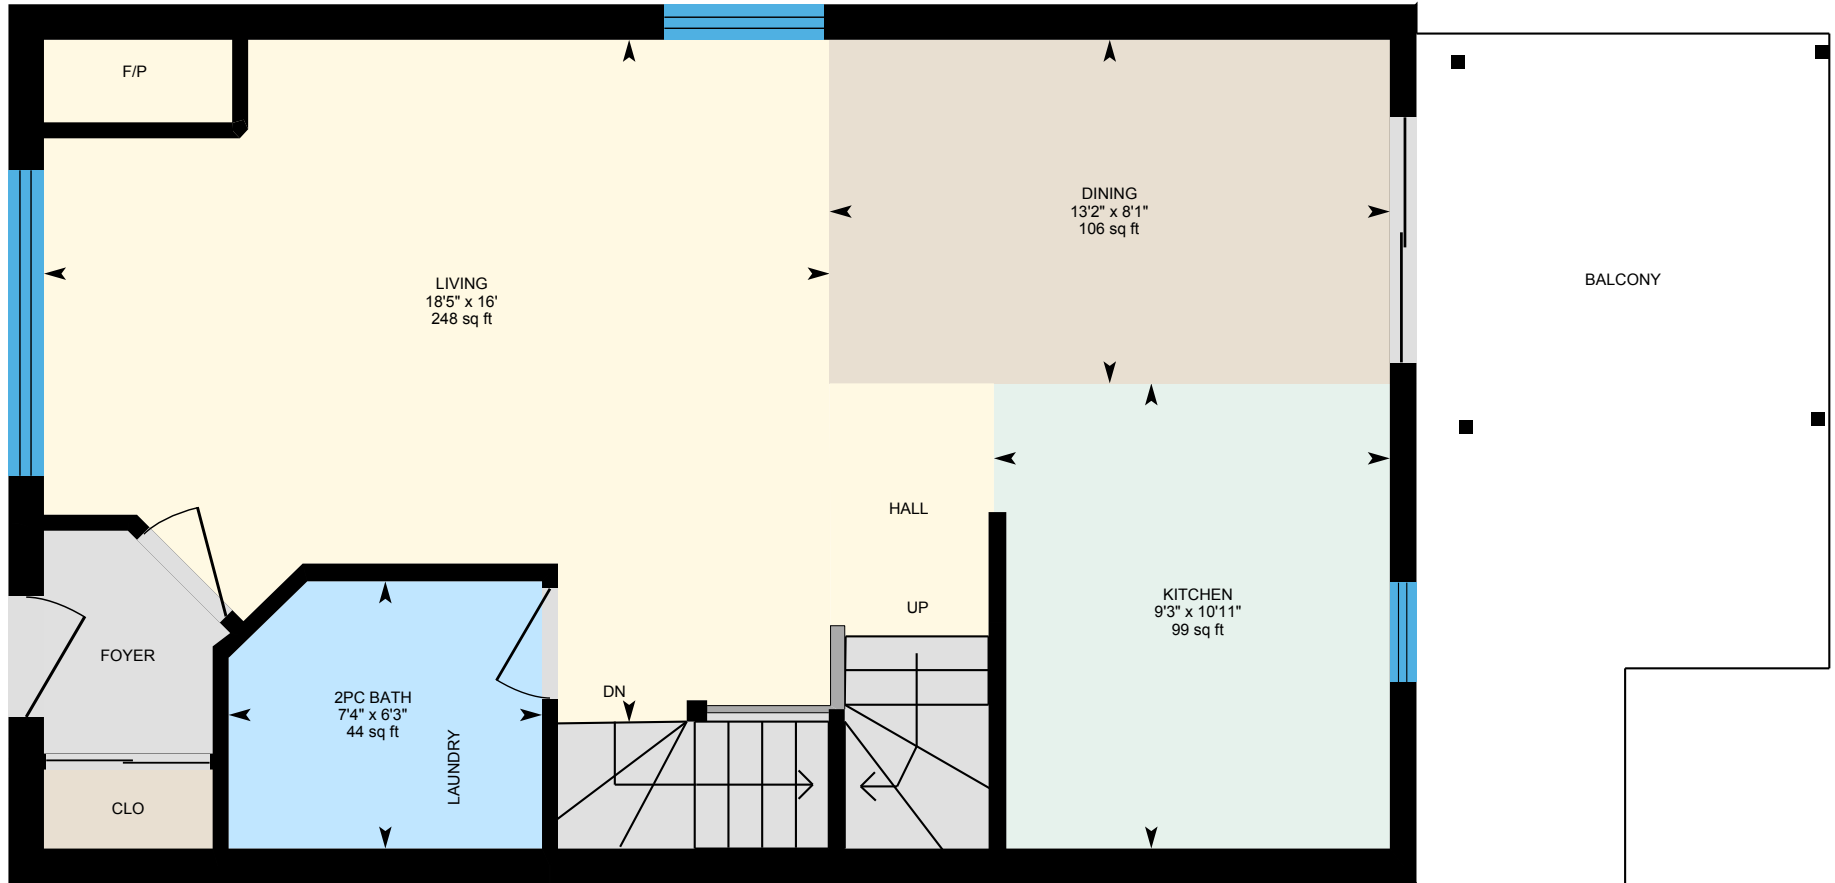 F/P
DINING
13'2" x 8'1"
106 sq ft
BALCONY
LIVING
18'5" x 16'
248 sq ft
HALL
KITCHEN
9'3" x 10'11"
99 sq ft
UP
FOYER
DN
2PC BATH
7'4" x 6'3"
44 sq ft
LAUNDRY
CLO